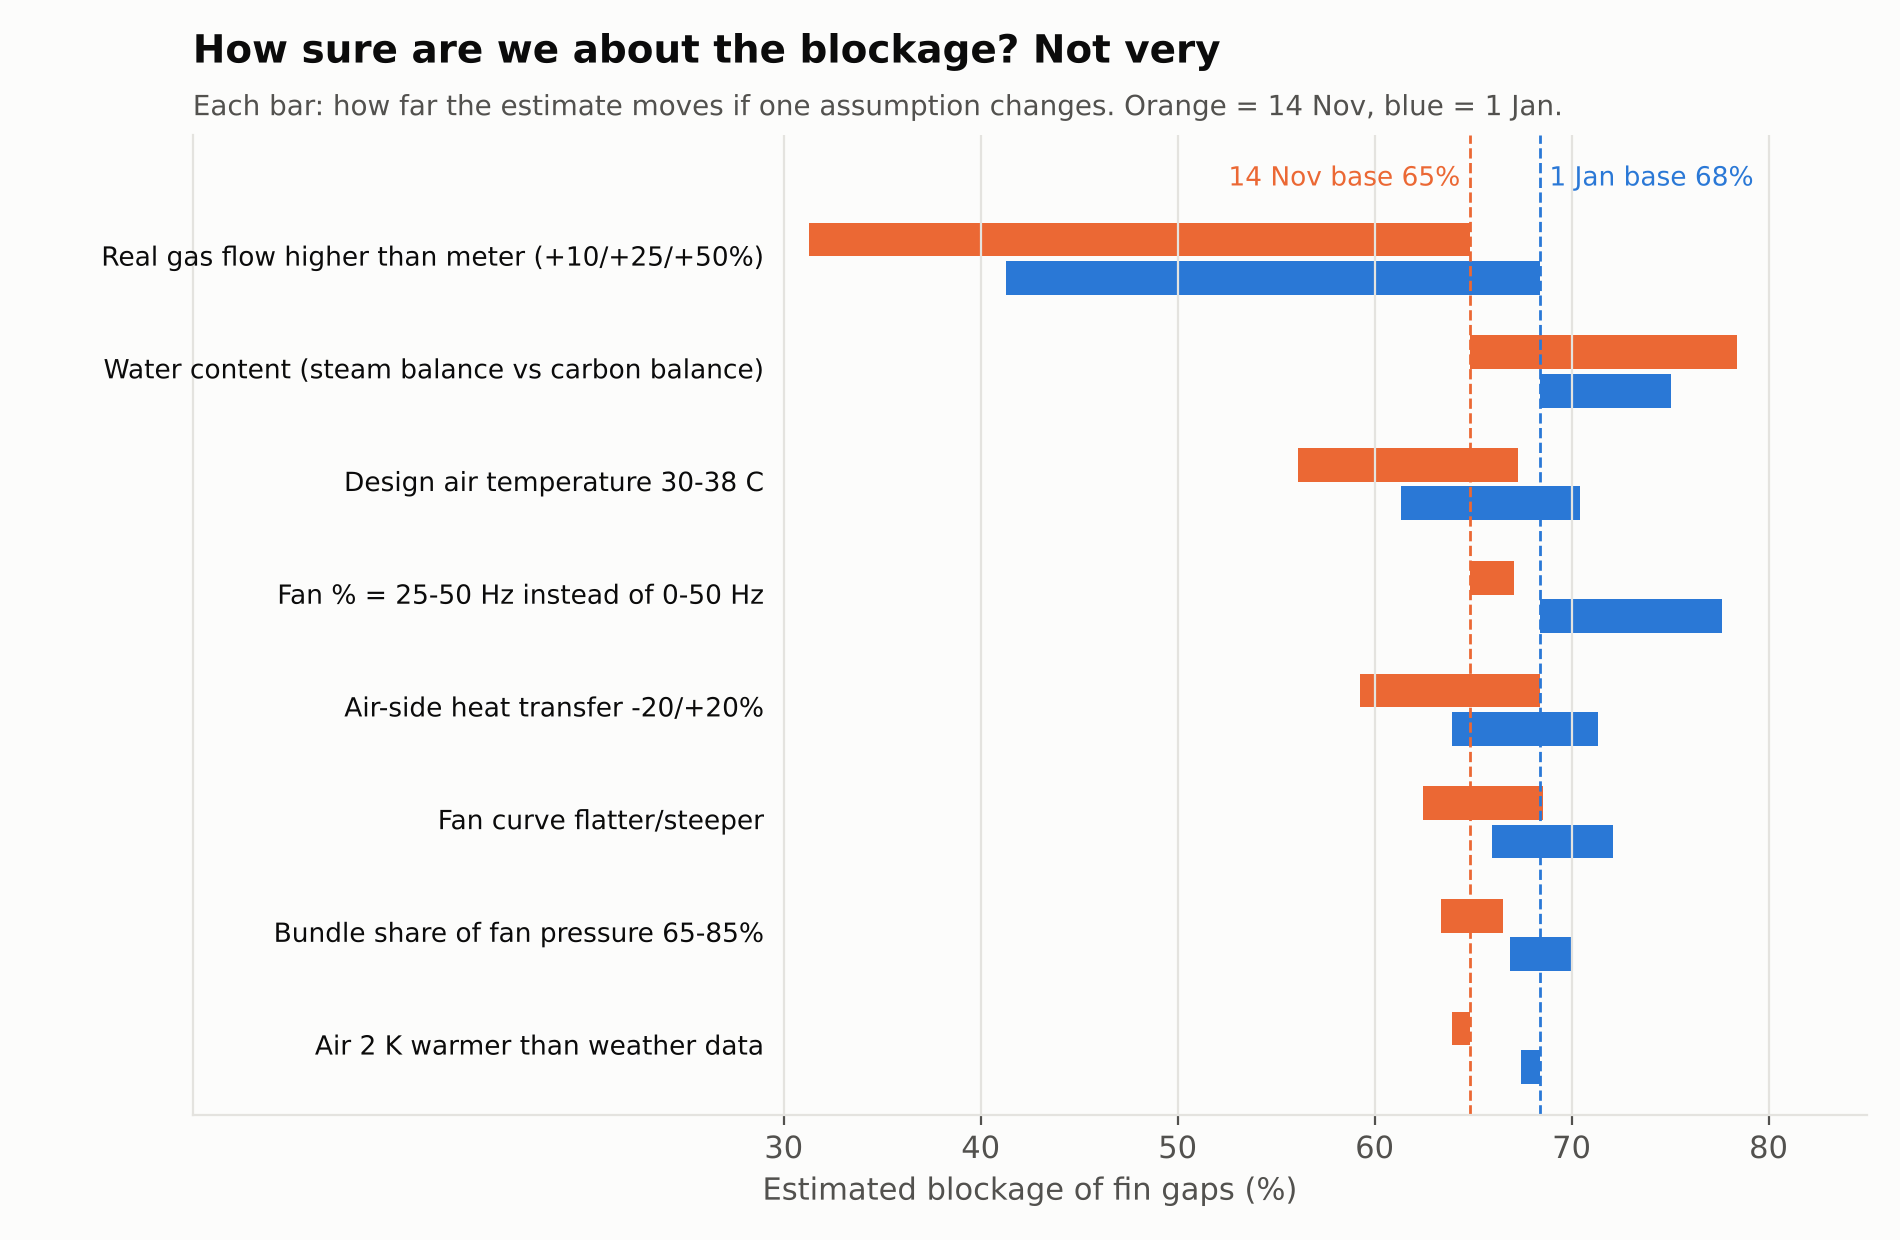 How sure are we about the blockage? Not very
Each bar: how far the estimate moves if one assumption changes. Orange = 14 Nov, blue = 1 Jan.
14 Nov base 65%
1 Jan base 68%
Real gas flow higher than meter (+10/+25/+50%)
Water content (steam balance vs carbon balance)
Design air temperature 30-38 C
Fan % = 25-50 Hz instead of 0-50 Hz
Air-side heat transfer -20/+20%
Fan curve flatter/steeper
Bundle share of fan pressure 65-85%
Air 2 K warmer than weather data
30 40 50 60 70 80
Estimated blockage of fin gaps (%)